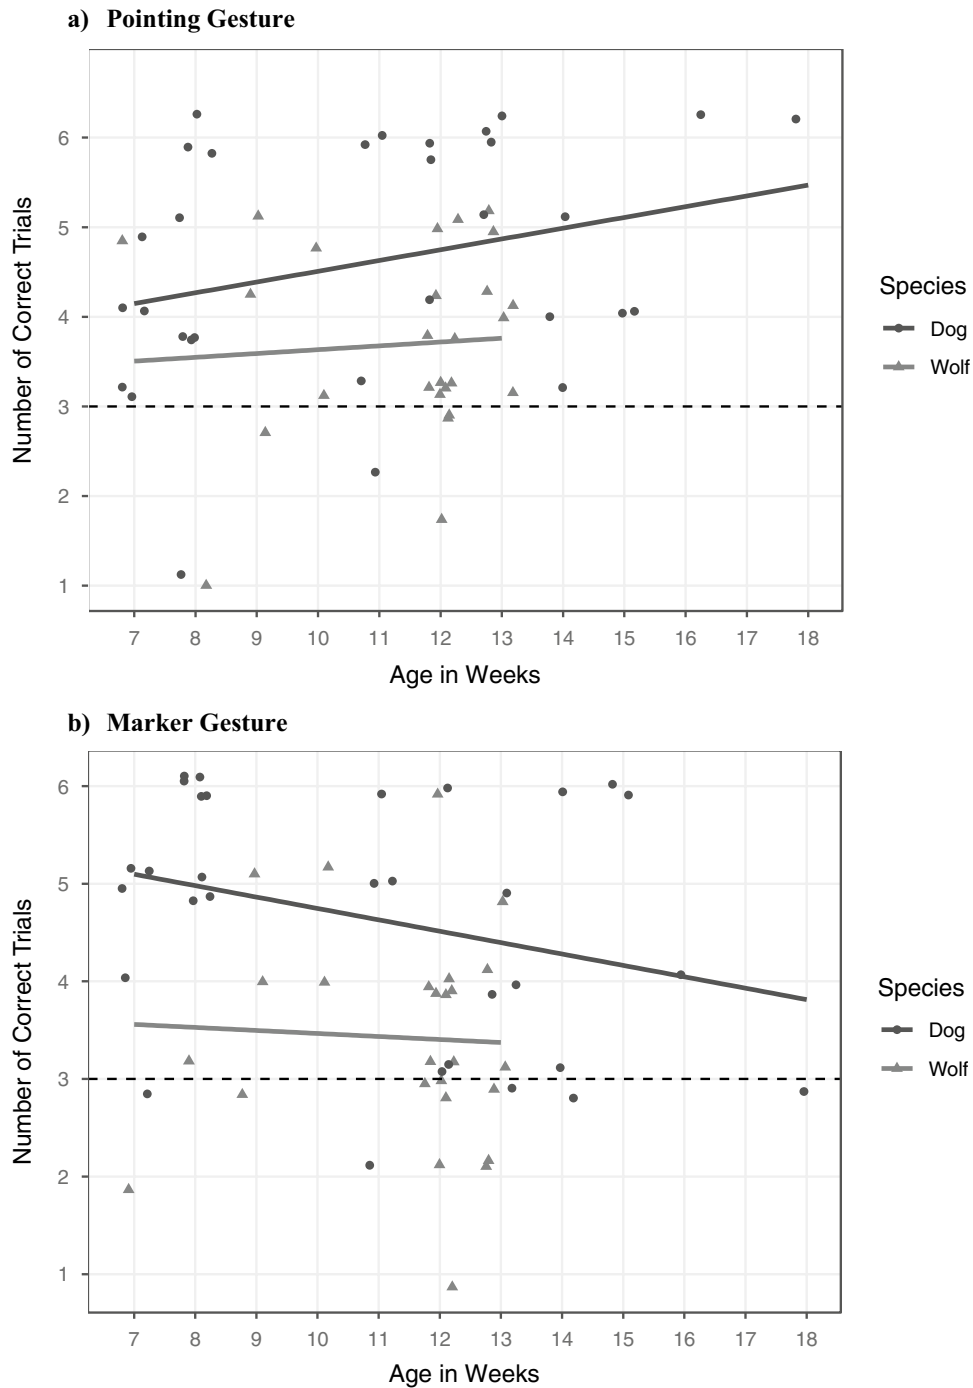 a) Pointing Gesture
Number of Correct Trials
6
5
4
3
2
1
7 8 9 10 11 12 13 14 15 16 17 18
Age in Weeks
Species
Dog
Wolf
b) Marker Gesture
Number of Correct Trials
6
5
4
3
2
1
7 8 9 10 11 12 13 14 15 16 17 18
Age in Weeks
Species
Dog
Wolf